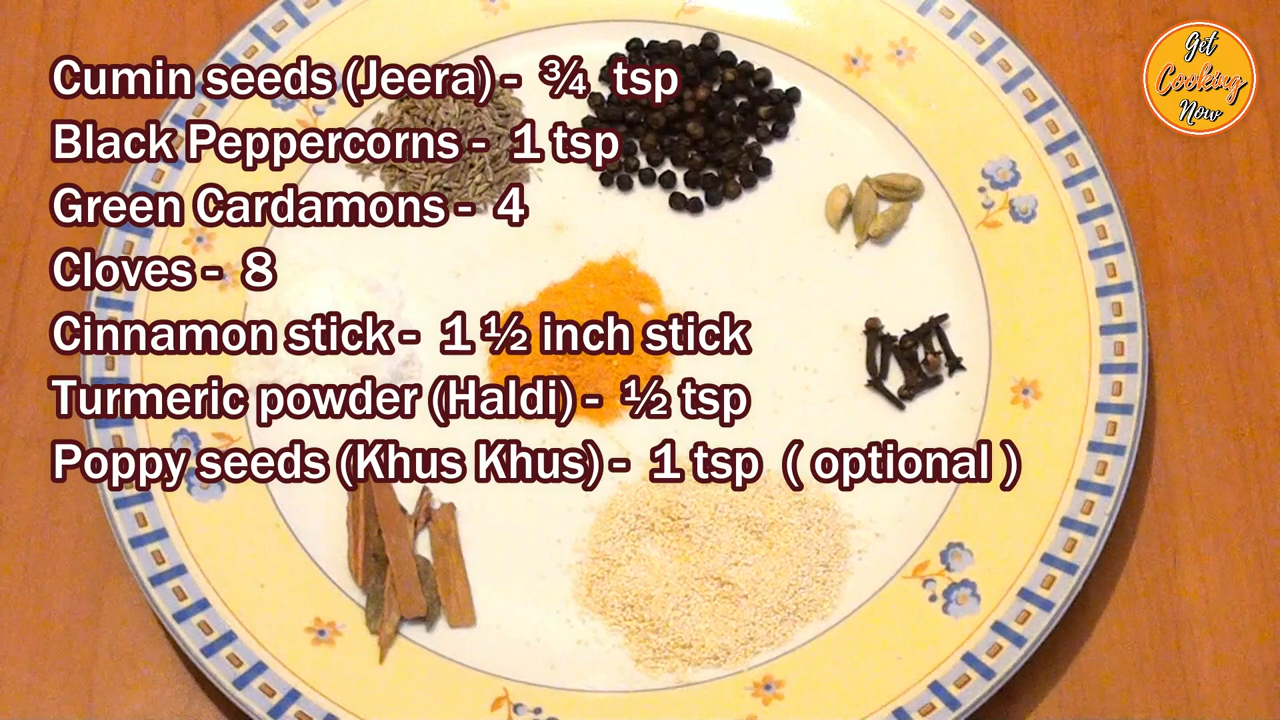 Cumin seeds (Jeera) - ¾ tsp
Black Peppercorns - 1 tsp
Green Cardamons - 4
Cloves - 8
Cinnamon stick - 1 ½ inch stick
Turmeric powder (Haldi) - ½ tsp
Poppy seeds (Khus Khus) - 1 tsp ( optional )
Get
Cooking
Now